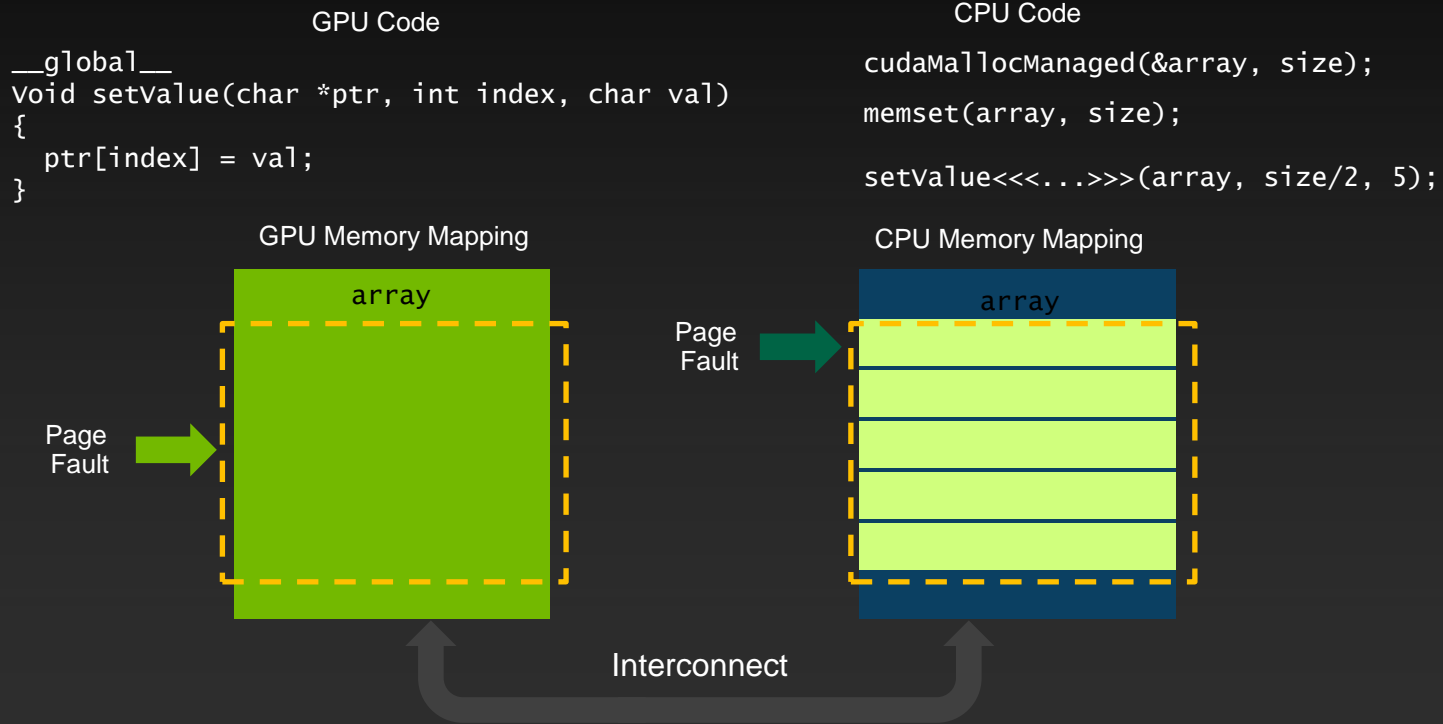 GPU Code
__global__
Void setValue(char *ptr, int index, char val)
{
  ptr[index] = val;
}
CPU Code
cudaMallocManaged(&array, size);
memset(array, size);
setValue<<<...>>>(array, size/2, 5);
GPU Memory Mapping
array
Page
Fault
CPU Memory Mapping
array
Page
Fault
Interconnect